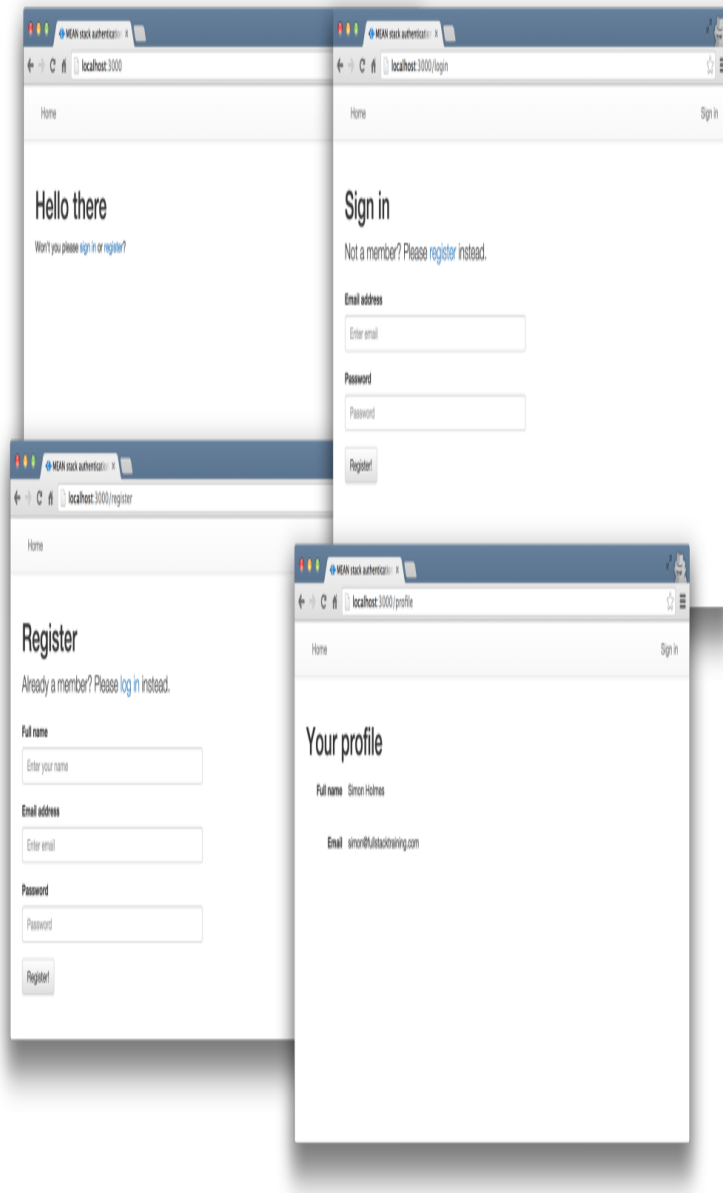 MEAN stack authentication ×
localhost:3000
Home
Hello there
Won't you please sign in or register?
MEAN stack authentication ×
localhost:3000/login
Home
Sign in
Sign in
Not a member? Please register instead.
Email address
Enter email
Password
Password
Register!
MEAN stack authentication ×
localhost:3000/register
Home
Register
Already a member? Please log in instead.
Full name
Enter your name
Email address
Enter email
Password
Password
Register!
MEAN stack authentication ×
localhost:3000/profile
Home
Sign in
Your profile
Full name Simon Holmes
Email simon@fullstacktraining.com